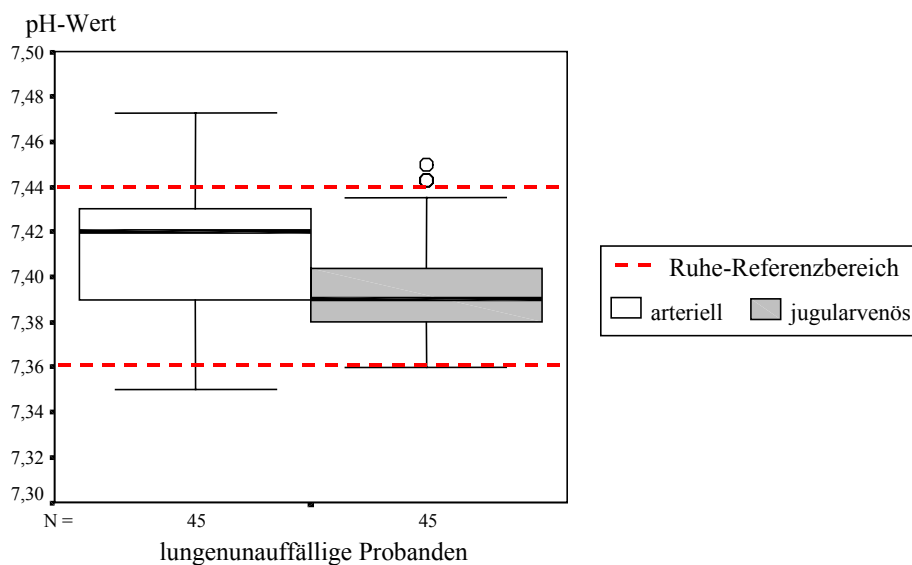 pH-Wert
7,50
7,48
7,46
7,44
7,42
7,40
7,38
7,36
7,34
7,32
7,30
N = 45 45
lungenunauffällige Probanden
Ruhe-Referenzbereich
arteriell jugularvenös